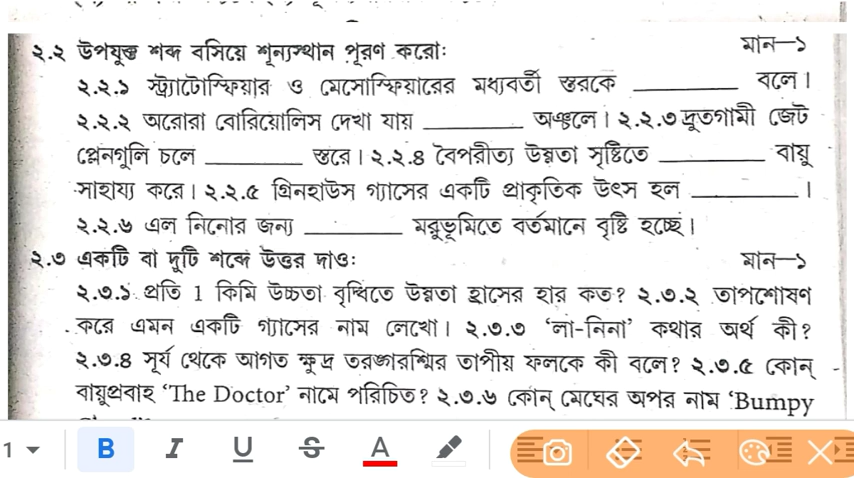 ২.২ উপযুক্ত শব্দ বসিয়ে শূন্যস্থান পূরণ করো: মান—১
২.২.১ স্ট্র্যাটোস্ফিয়ার ও মেসোস্ফিয়ারের মধ্যবর্তী স্তরকে ________ বলে।
২.২.২ অরোরা বোরিয়োলিস দেখা যায় ________ অঞ্চলে। ২.২.৩ দ্রুতগামী জেট
প্লেনগুলি চলে ________ স্তরে। ২.২.৪ বৈপরীত্য উষ্ণতা সৃষ্টিতে ________ বায়ু
সাহায্য করে। ২.২.৫ গ্রিনহাউস গ্যাসের একটি প্রাকৃতিক উৎস হল ________।
২.২.৬ এল নিনোর জন্য ________ মরুভূমিতে বর্তমানে বৃষ্টি হচ্ছে।
২.৩ একটি বা দুটি শব্দে উত্তর দাও: মান—১
২.৩.১ প্রতি 1 কিমি উচ্চতা বৃদ্ধিতে উষ্ণতা হ্রাসের হার কত? ২.৩.২ তাপশোষণ
করে এমন একটি গ্যাসের নাম লেখো। ২.৩.৩ ‘লা-নিনা’ কথার অর্থ কী?
২.৩.৪ সূর্য থেকে আগত ক্ষুদ্র তরঙ্গরশ্মির তাপীয় ফলকে কী বলে? ২.৩.৫ কোন্
বায়ুপ্রবাহ ‘The Doctor’ নামে পরিচিত? ২.৩.৬ কোন্ মেঘের অপর নাম ‘Bumpy
1 B I U S A